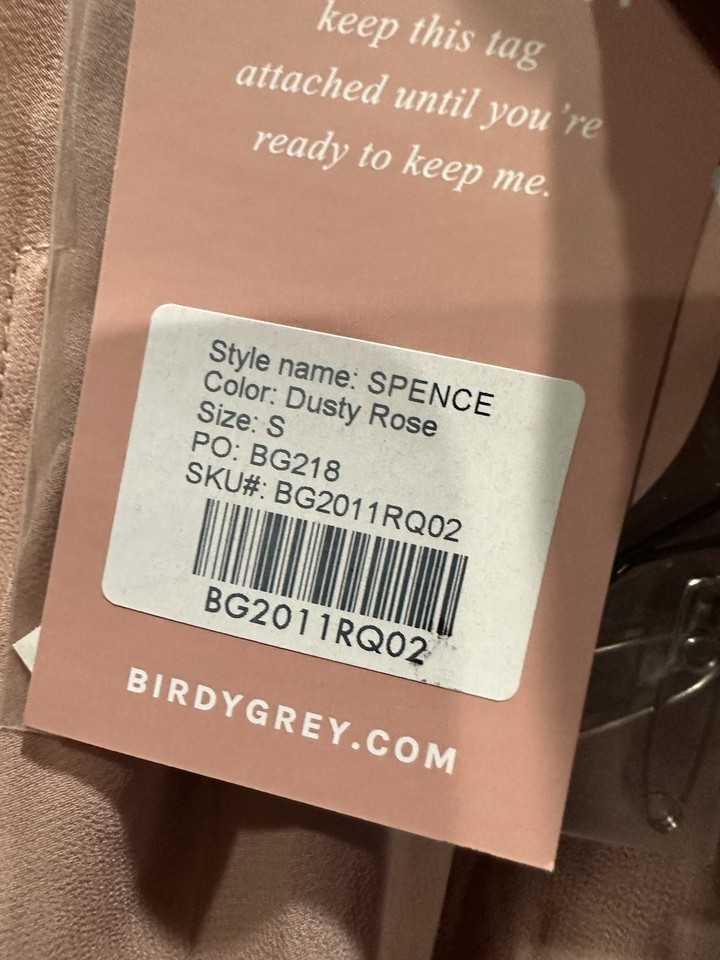 keep this tag
attached until you're
ready to keep me.
Style name: SPENCE
Color: Dusty Rose
Size: S
PO: BG218
SKU#: BG2011RQ02
BG2011RQ02
BIRDYGREY.COM